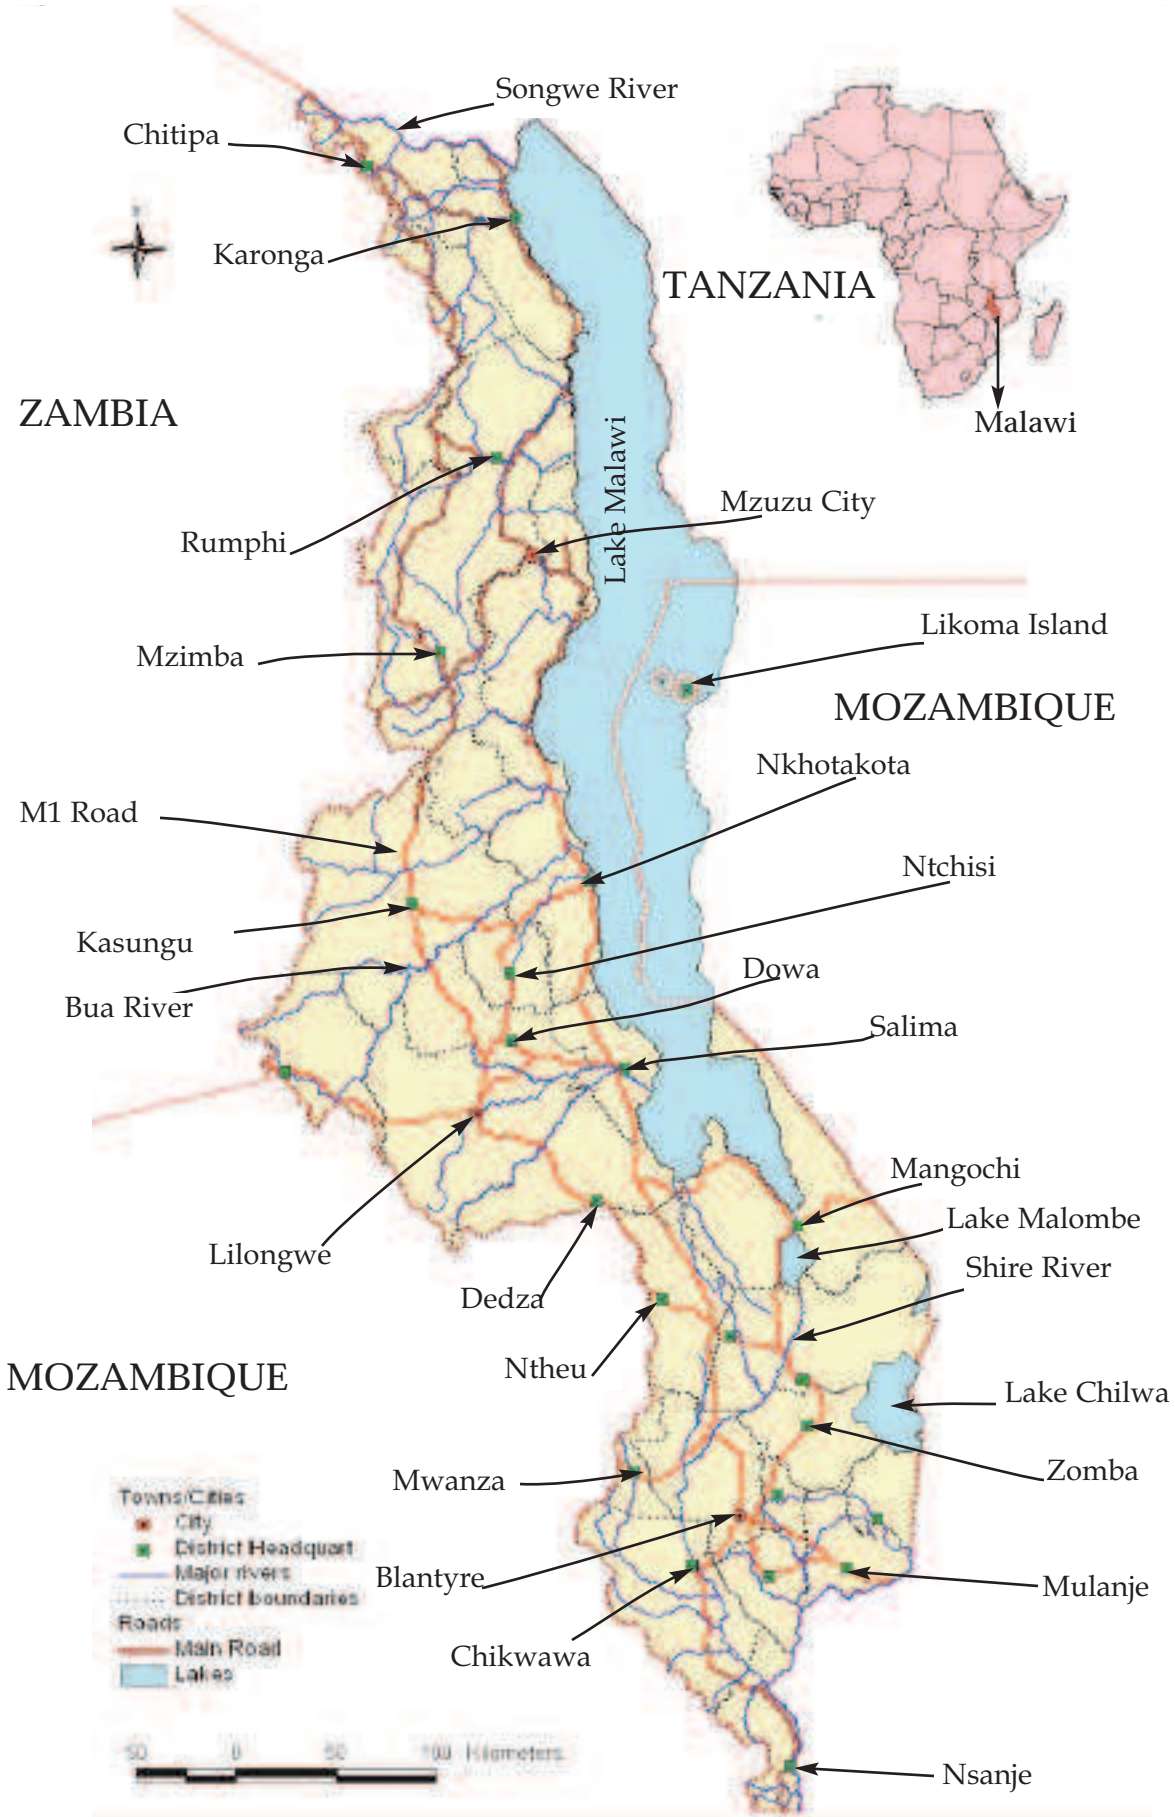 Songwe River
Chitipa
Karonga
TANZANIA
ZAMBIA
Malawi
Lake Malawi
Mzuzu City
Rumphi
Likoma Island
Mzimba
MOZAMBIQUE
Nkhotakota
M1 Road
Ntchisi
Kasungu
Dowa
Bua River
Salima
Mangochi
Lake Malombe
Lilongwe
Shire River
Dedza
Ntheu
MOZAMBIQUE
Lake Chilwa
Zomba
Mwanza
Blantyre
Mulanje
Chikwawa
Nsanje
Towns/Cities
City
District Headquart
Major rivers
District boundaries
Roads
Main Road
Lakes
50 0 50 100 Kilometers